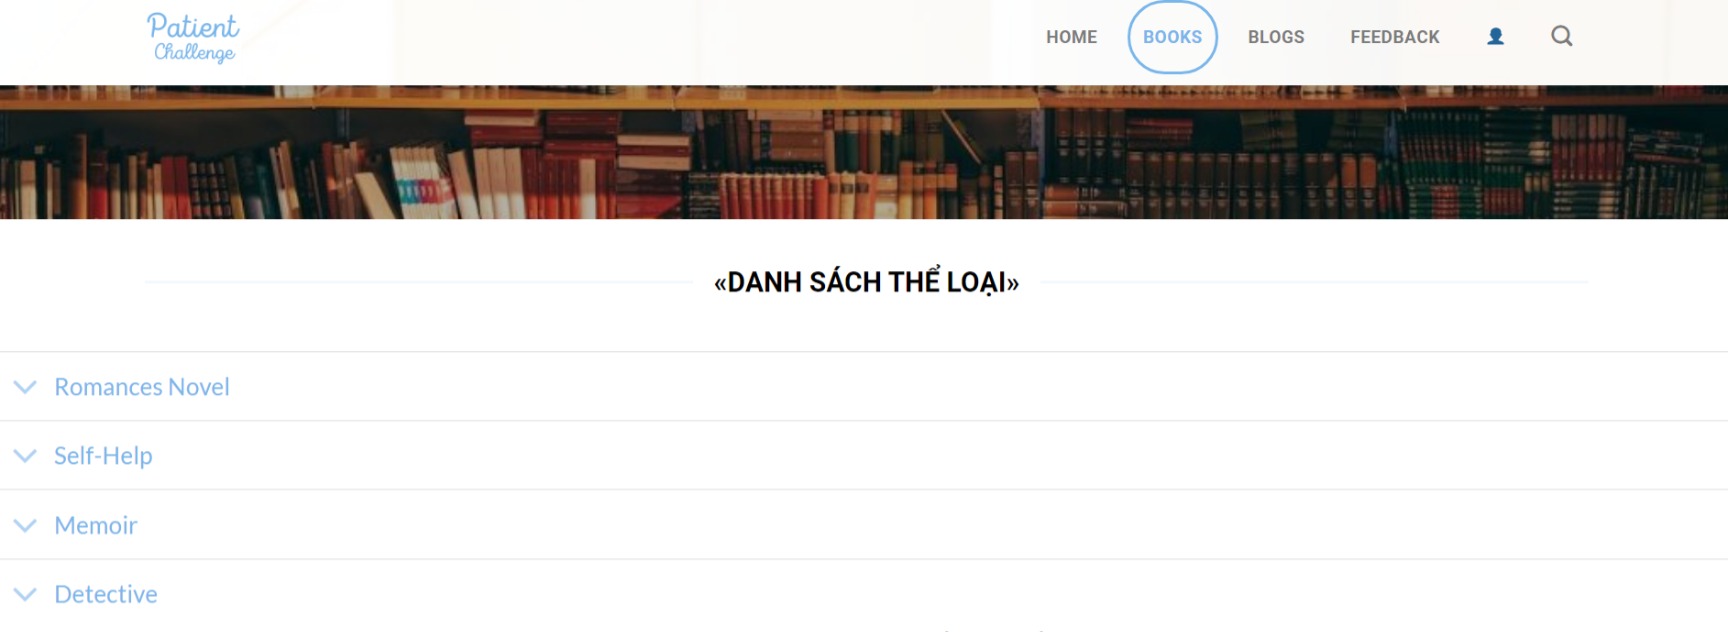 Patient
Challenge
HOME BOOKS BLOGS FEEDBACK
«DANH SÁCH THỂ LOẠI»
Romances Novel
Self-Help
Memoir
Detective